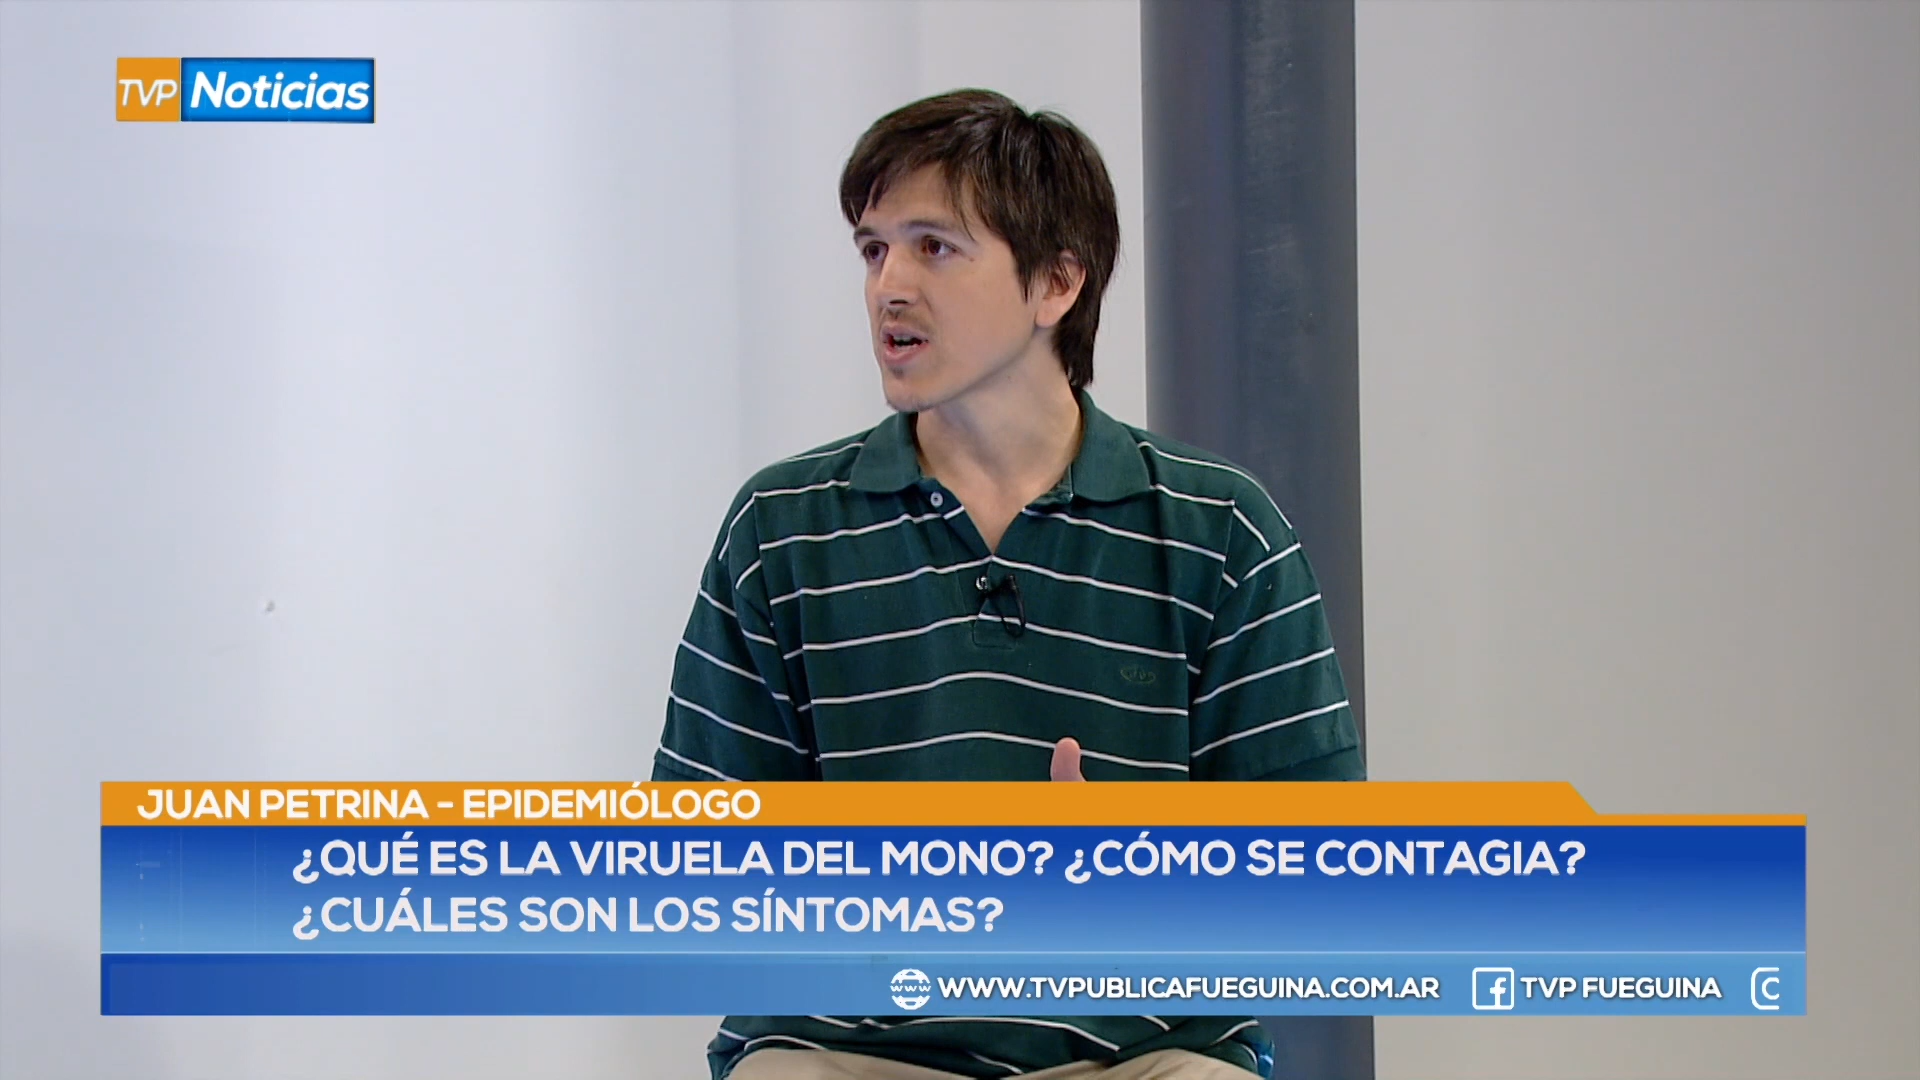 TVP Noticias
JUAN PETRINA - EPIDEMIÓLOGO
¿QUÉ ES LA VIRUELA DEL MONO? ¿CÓMO SE CONTAGIA?
¿CUÁLES SON LOS SÍNTOMAS?
WWW.TVPUBLICAFUEGUINA.COM.AR TVP FUEGUINA